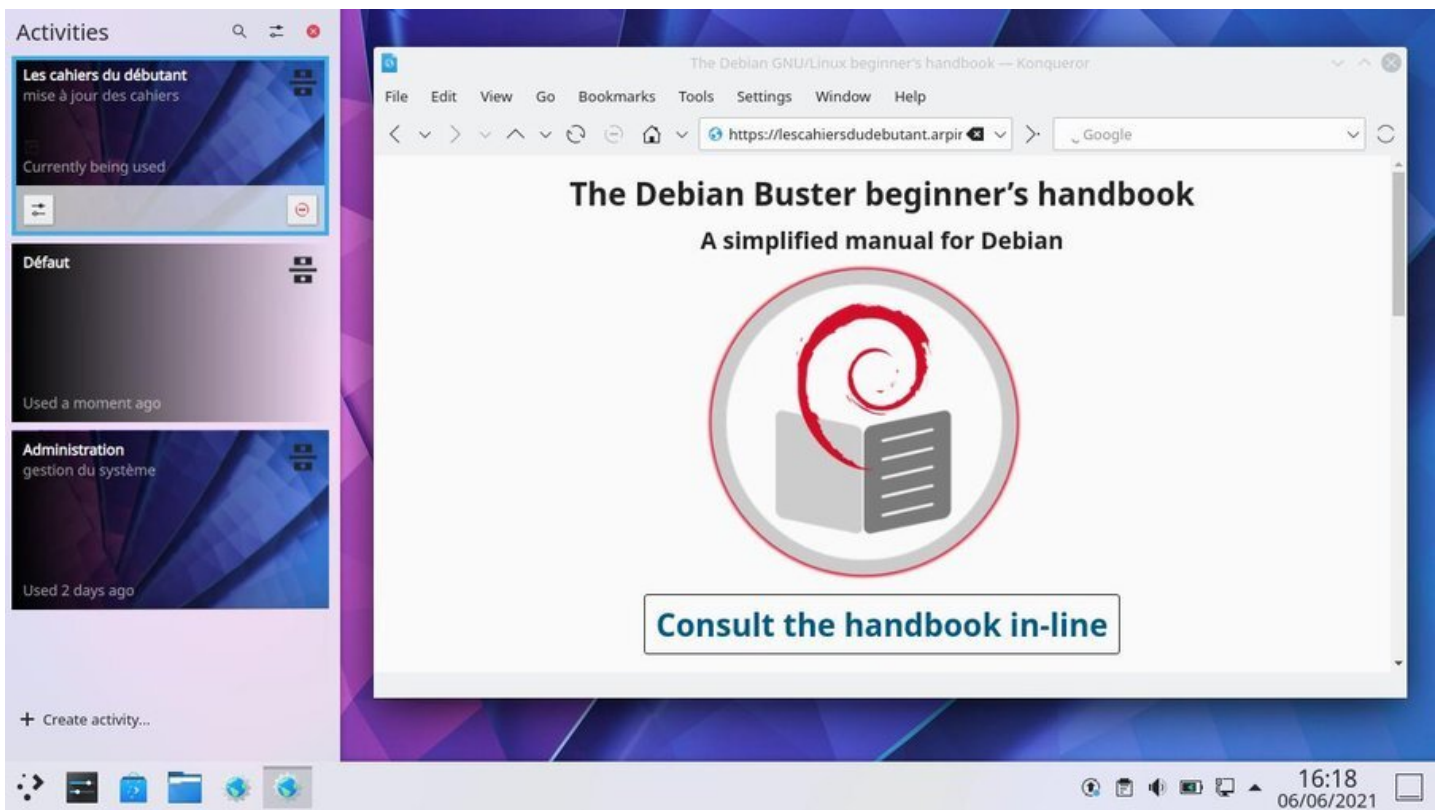 Activities
Les cahiers du débutant
mise à jour des cahiers
Currently being used
Défaut
Used a moment ago
Administration
gestion du système
Used 2 days ago
+ Create activity...
The Debian GNU/Linux beginner's handbook — Konqueror
File Edit View Go Bookmarks Tools Settings Window Help
https://lescahiersdudebutant.arpir
Google
The Debian Buster beginner’s handbook
A simplified manual for Debian
Consult the handbook in-line
16:18
06/06/2021